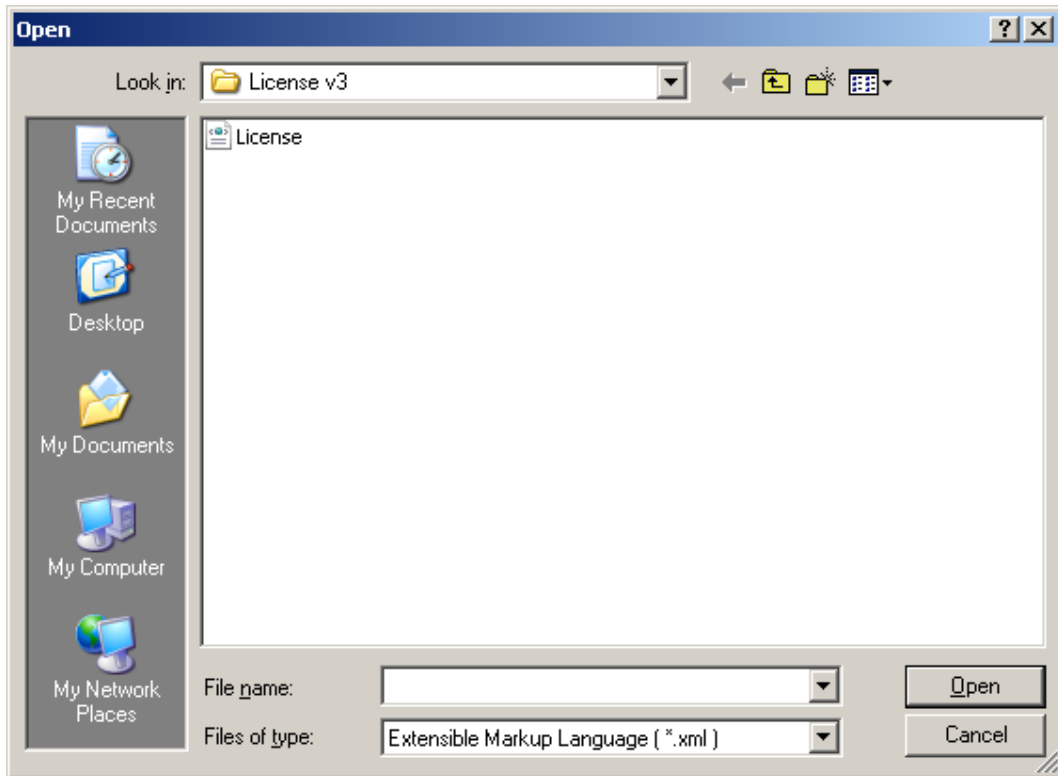 Open
Look in: License v3
License
My Recent
Documents
Desktop
My Documents
My Computer
My Network
Places
File name:
Open
Files of type: Extensible Markup Language ( *.xml )
Cancel